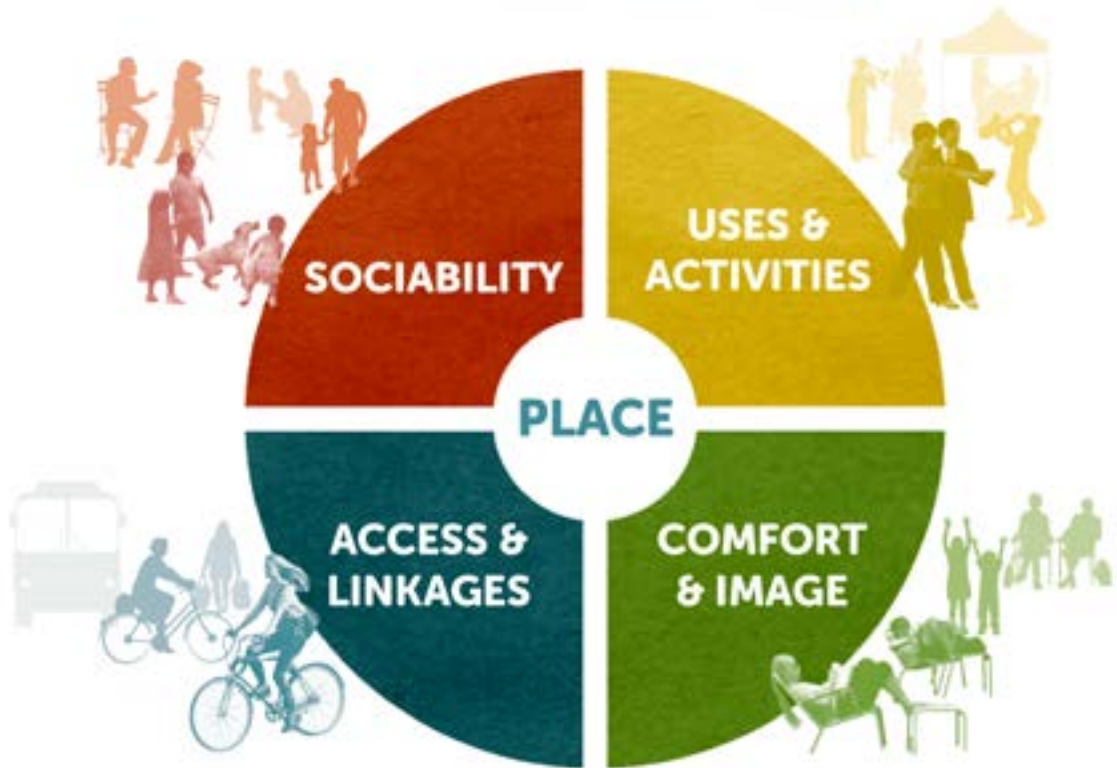 SOCIABILITY
USES &
ACTIVITIES
PLACE
ACCESS &
LINKAGES
COMFORT
& IMAGE